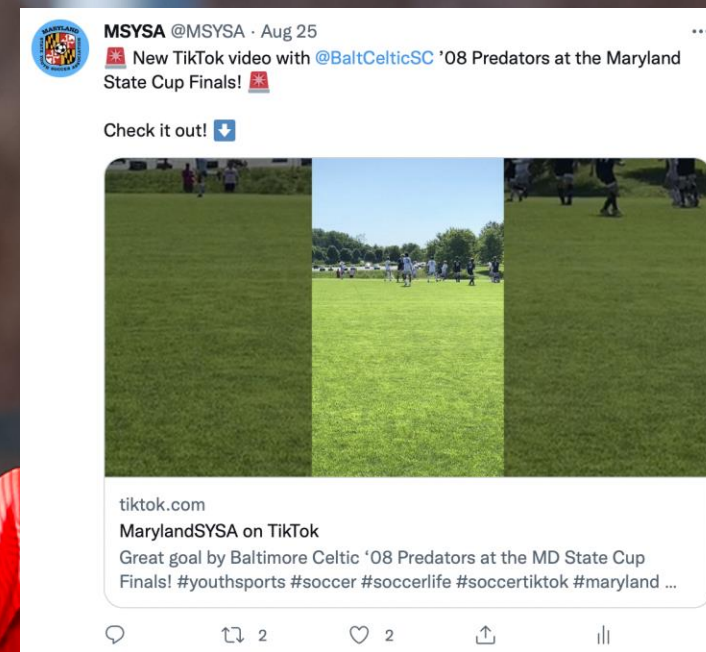 MSYSA @MSYSA · Aug 25
🚨 New TikTok video with @BaltCelticSC ’08 Predators at the Maryland
State Cup Finals! 🚨
Check it out! ⬇️
tiktok.com
MarylandSYSA on TikTok
Great goal by Baltimore Celtic ‘08 Predators at the MD State Cup
Finals! #youthsports #soccer #soccerlife #soccertiktok #maryland ...
2 2